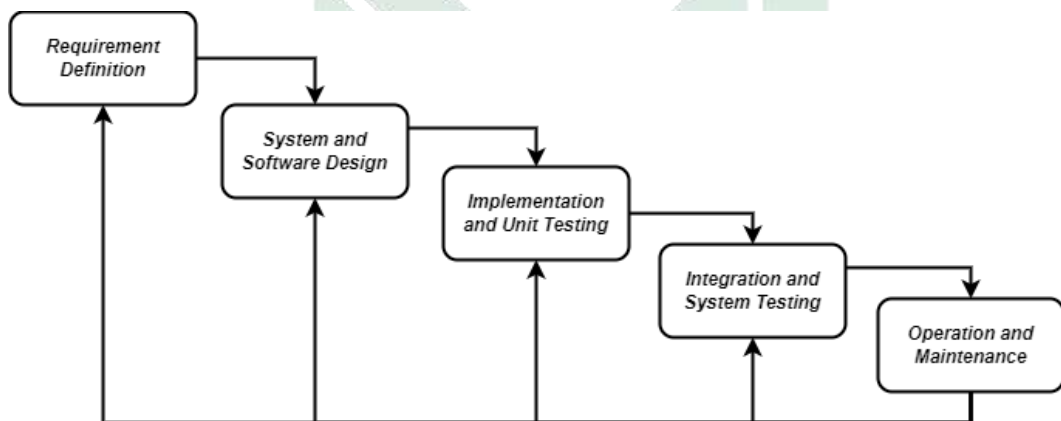 Requirement
Definition
System and
Software Design
Implementation
and Unit Testing
Integration and
System Testing
Operation and
Maintenance